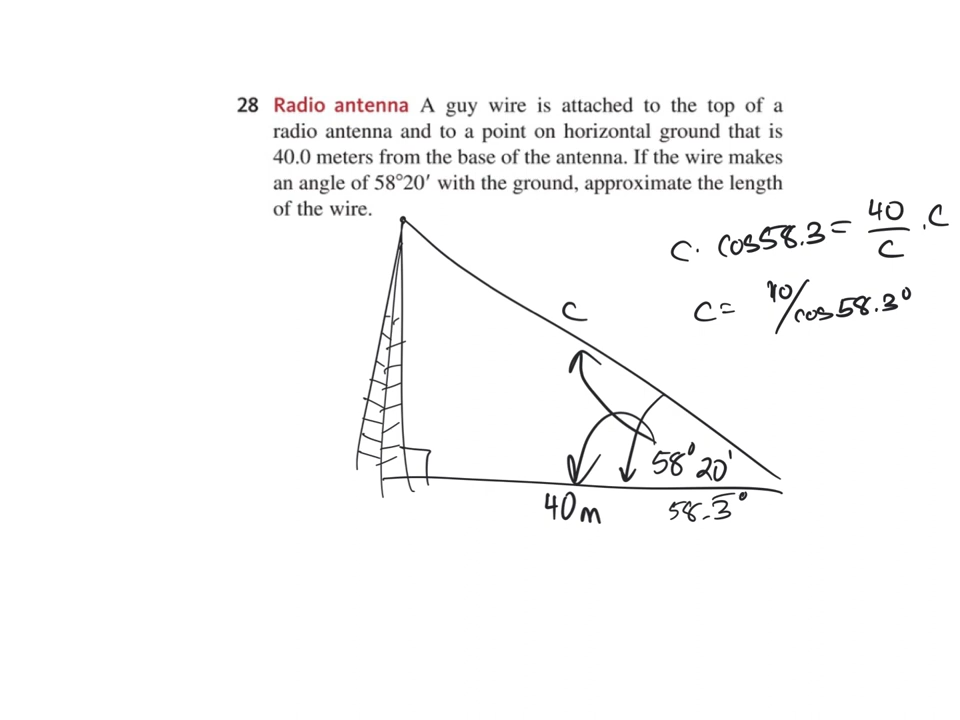 28 Radio antenna A guy wire is attached to the top of a
radio antenna and to a point on horizontal ground that is
40.0 meters from the base of the antenna. If the wire makes
an angle of 58°20′ with the ground, approximate the length
of the wire.
C. cos58.3 = 40/C .C
C = 40/cos58.3°
C
58°20'
40m
58.3̅°